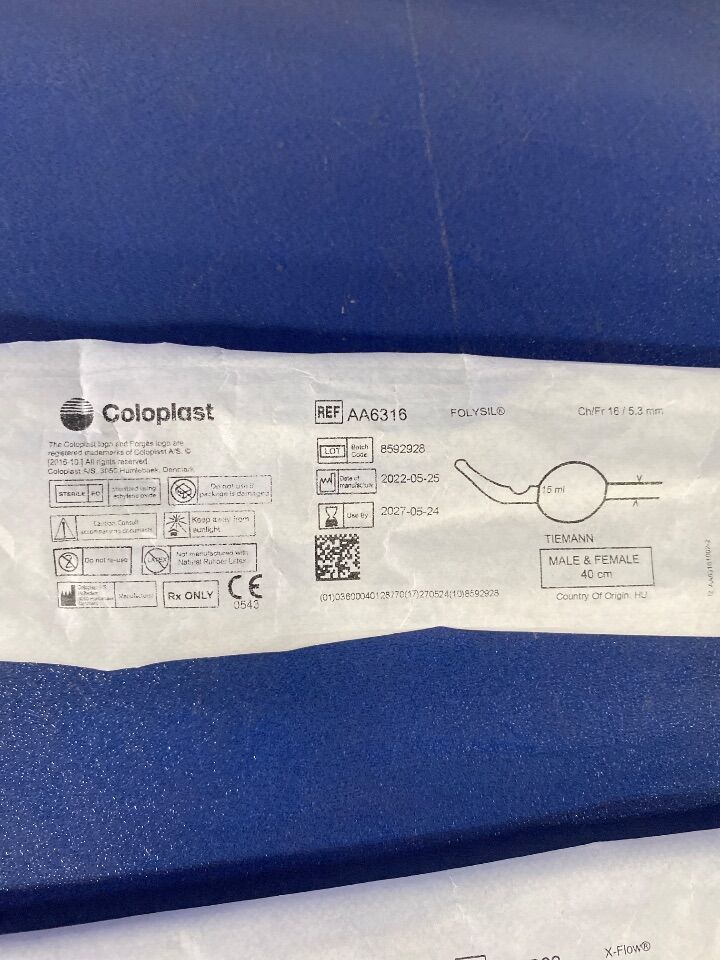 Coloplast
The Coloplast logo and Porges logo are
registered trademarks of Coloplast A/S. ©
[2016-10.] All rights reserved.
Coloplast A/S, 3050 Humlebaek, Denmark
STERILE EO
Sterilized using
ethylene oxide
Do not use if
package is damaged
Caution, Consult
accompanying documents
Keep away from
sunlight
Do not re-use
LATEX
Not manufactured with
Natural Rubber Latex
Manufacturer
Rx ONLY
CE
0543
REF AA6316
LOT
Batch
Code
8592928
Date of
manufacture
2022-05-25
Use By
2027-05-24
(17)270524(10)8592928
FOLYSIL®
Ch/Fr 16 / 5.3 mm
15 ml
TIEMANN
MALE & FEMALE
40 cm
Country Of Origin: HU
X-Flow®